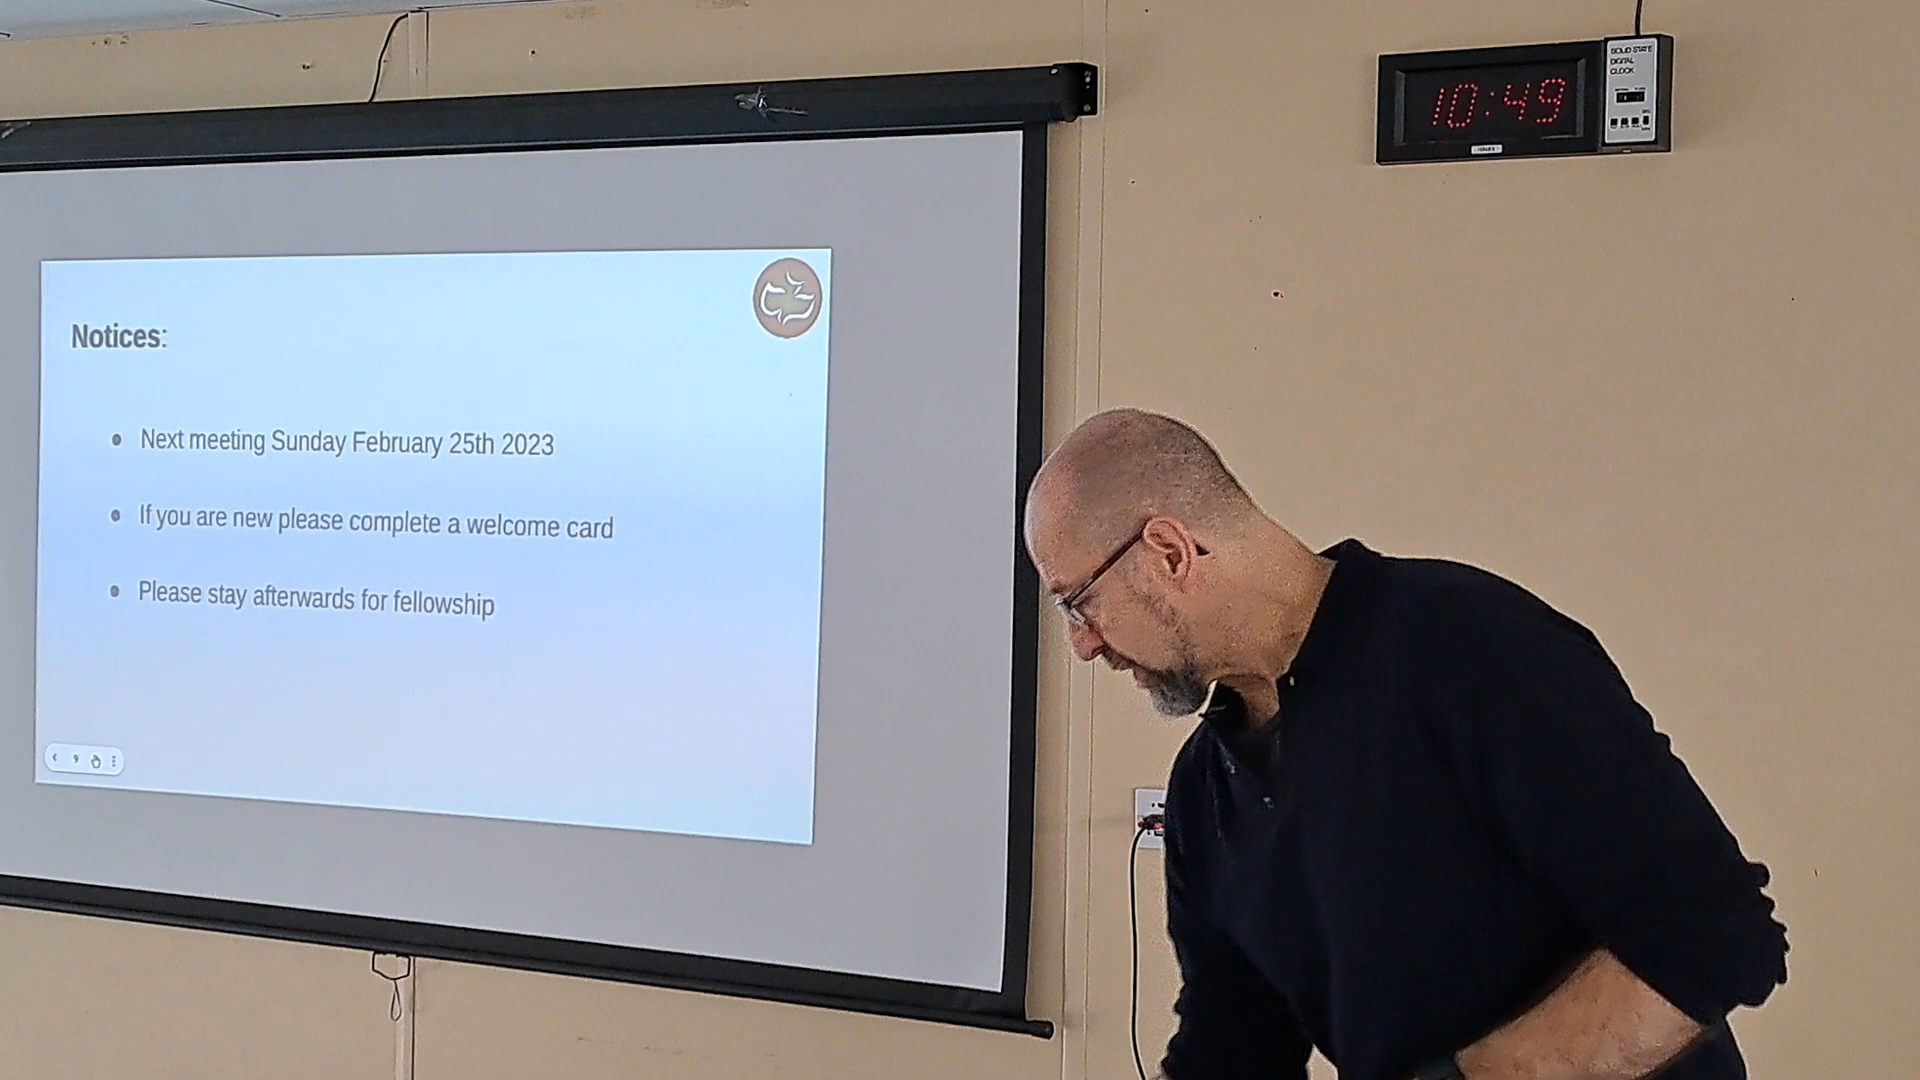 SOLID STATE
DIGITAL
CLOCK
10:49
Notices:
Next meeting Sunday February 25th 2023
If you are new please complete a welcome card
Please stay afterwards for fellowship
9